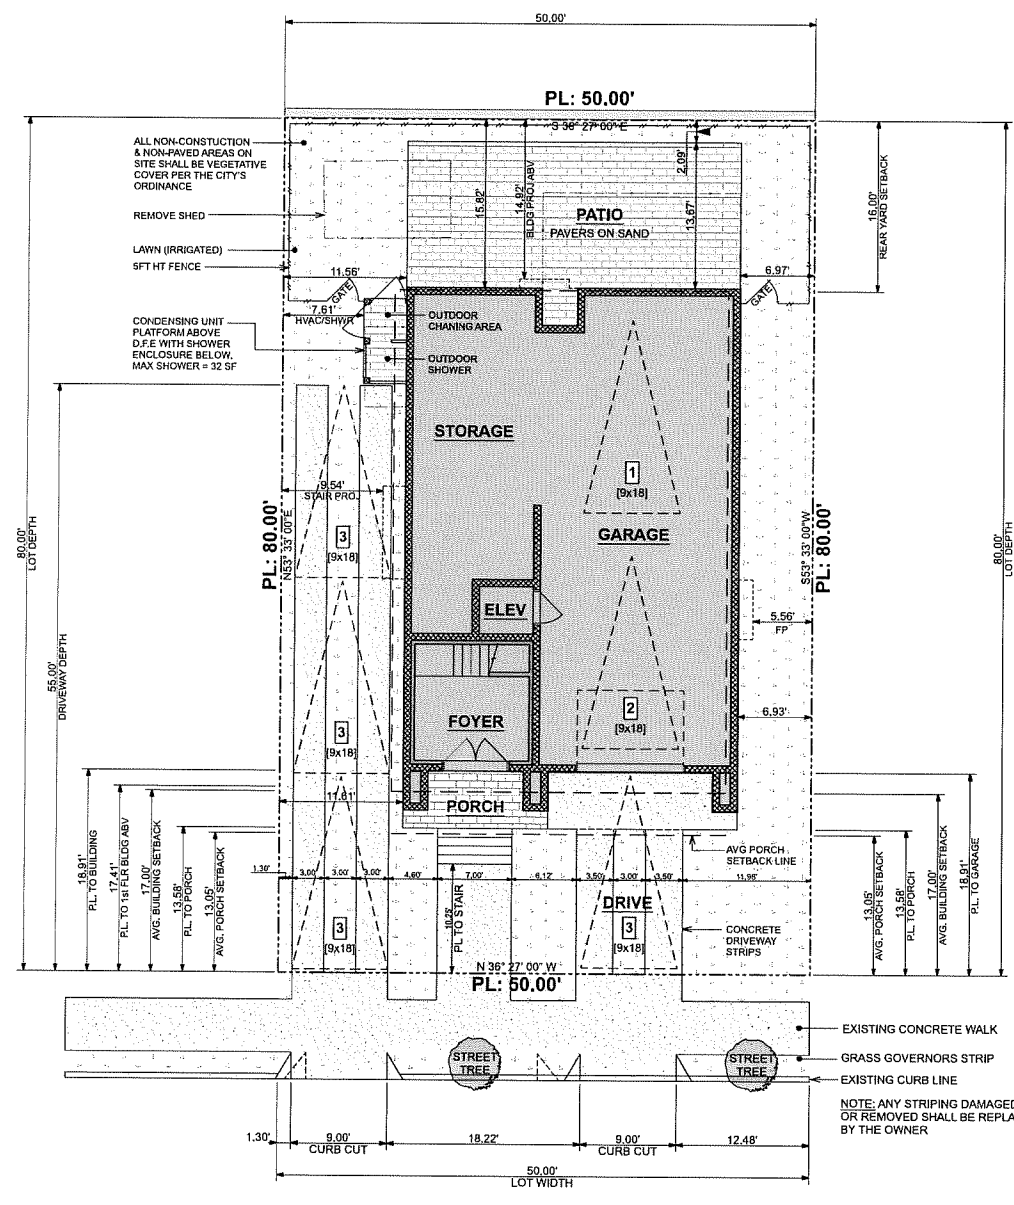 50.00'
PL: 50.00'
S 36° 27' 00" E
ALL NON-CONSTUCTION
& NON-PAVED AREAS ON
SITE SHALL BE VEGETATIVE
COVER PER THE CITY'S
ORDINANCE
REMOVE SHED
LAWN (IRRIGATED)
5FT HT FENCE
15.82'
14.92'
BLDG PROJ ABV
2.09'
13.67'
PATIO
PAVERS ON SAND
16.00'
REAR YARD SETBACK
11.56'
GATE
6.97'
GATE
7.61'
HVAC/SHWR
CONDENSING UNIT
PLATFORM ABOVE
D.F.E WITH SHOWER
ENCLOSURE BELOW.
MAX SHOWER = 32 SF
OUTDOOR
CHANING AREA
OUTDOOR
SHOWER
STORAGE
1
[9x18]
9.54'
STAIR PROJ.
GARAGE
3
[9x18]
PL: 80.00'
N53° 33' 00"E
S53° 33' 00"W
PL: 80.00'
80.00'
LOT DEPTH
80.00'
LOT DEPTH
55.00'
DRIVEWAY DEPTH
ELEV
5.56'
FP
FOYER
2
[9x18]
6.93'
3
[9x18]
11.61'
PORCH
18.91'
P.L. TO BUILDING
17.41'
P.L. TO 1st FLR BLDG ABV
17.00'
AVG. BUILDING SETBACK
13.58'
P.L. TO PORCH
13.05'
AVG. PORCH SETBACK
AVG PORCH
SETBACK LINE
1.30'
3.00'
3.00'
3.00'
4.60'
7.00'
6.12'
3.50'
3.00'
3.50'
11.98'
10.25'
PL TO STAIR
DRIVE
3
[9x18]
3
[9x18]
CONCRETE
DRIVEWAY
STRIPS
13.05'
AVG. PORCH SETBACK
13.58'
P.L. TO PORCH
17.00'
AVG. BUILDING SETBACK
18.91'
P.L. TO GARAGE
N 36° 27' 00" W
PL: 50.00'
EXISTING CONCRETE WALK
STREET
TREE
STREET
TREE
GRASS GOVERNORS STRIP
EXISTING CURB LINE
NOTE: ANY STRIPING DAMAGED
OR REMOVED SHALL BE REPLA
BY THE OWNER
1.30'
9.00'
CURB CUT
18.22'
9.00'
CURB CUT
12.48'
50.00'
LOT WIDTH